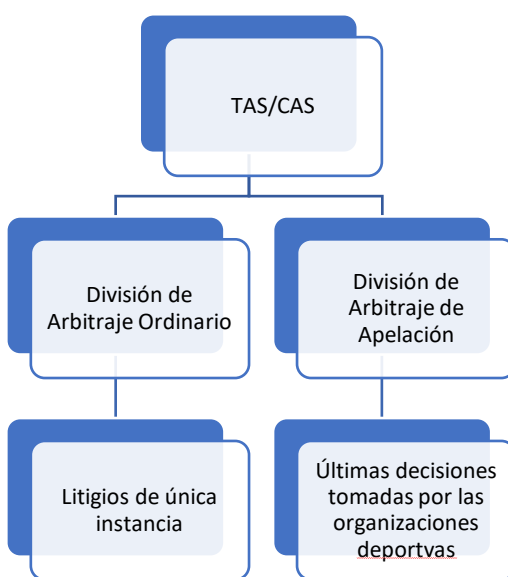 TAS/CAS
División de
Arbitraje Ordinario
División de
Arbitraje de
Apelación
Litigios de única
instancia
Últimas decisiones
tomadas por las
organizaciones
deportvas